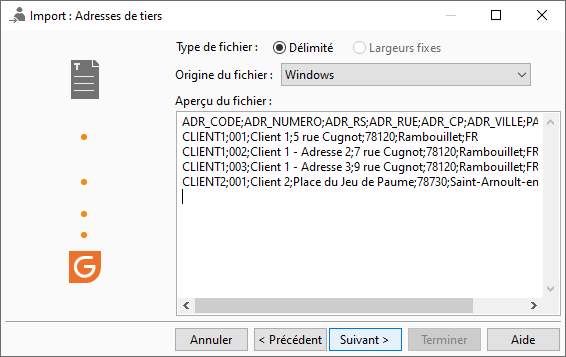 Import : Adresses de tiers
Type de fichier : Délimité Largeurs fixes
Origine du fichier : Windows
Aperçu du fichier :
ADR_CODE;ADR_NUMERO;ADR_RS;ADR_RUE;ADR_CP;ADR_VILLE;PA
CLIENT1;001;Client 1;5 rue Cugnot;78120;Rambouillet;FR
CLIENT1;002;Client 1 - Adresse 2;7 rue Cugnot;78120;Rambouillet;FR
CLIENT1;003;Client 1 - Adresse 3;9 rue Cugnot;78120;Rambouillet;FR
CLIENT2;001;Client 2;Place du Jeu de Paume;78730;Saint-Arnoult-en
G
Annuler < Précédent Suivant > Terminer Aide